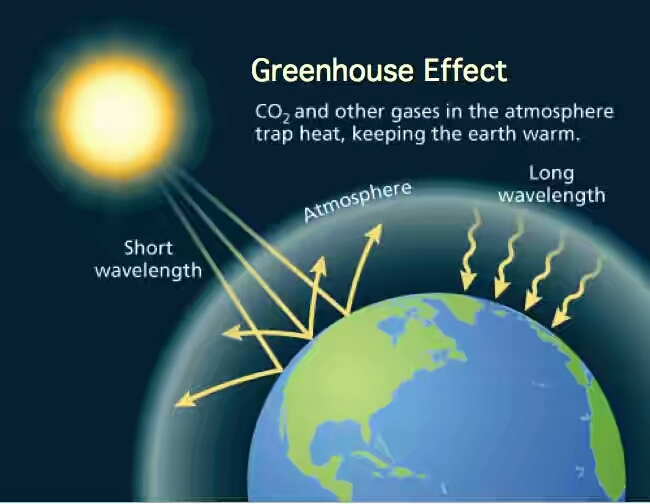 Greenhouse Effect
CO₂ and other gases in the atmosphere
trap heat, keeping the earth warm.
Long
wavelength
Atmosphere
Short
wavelength